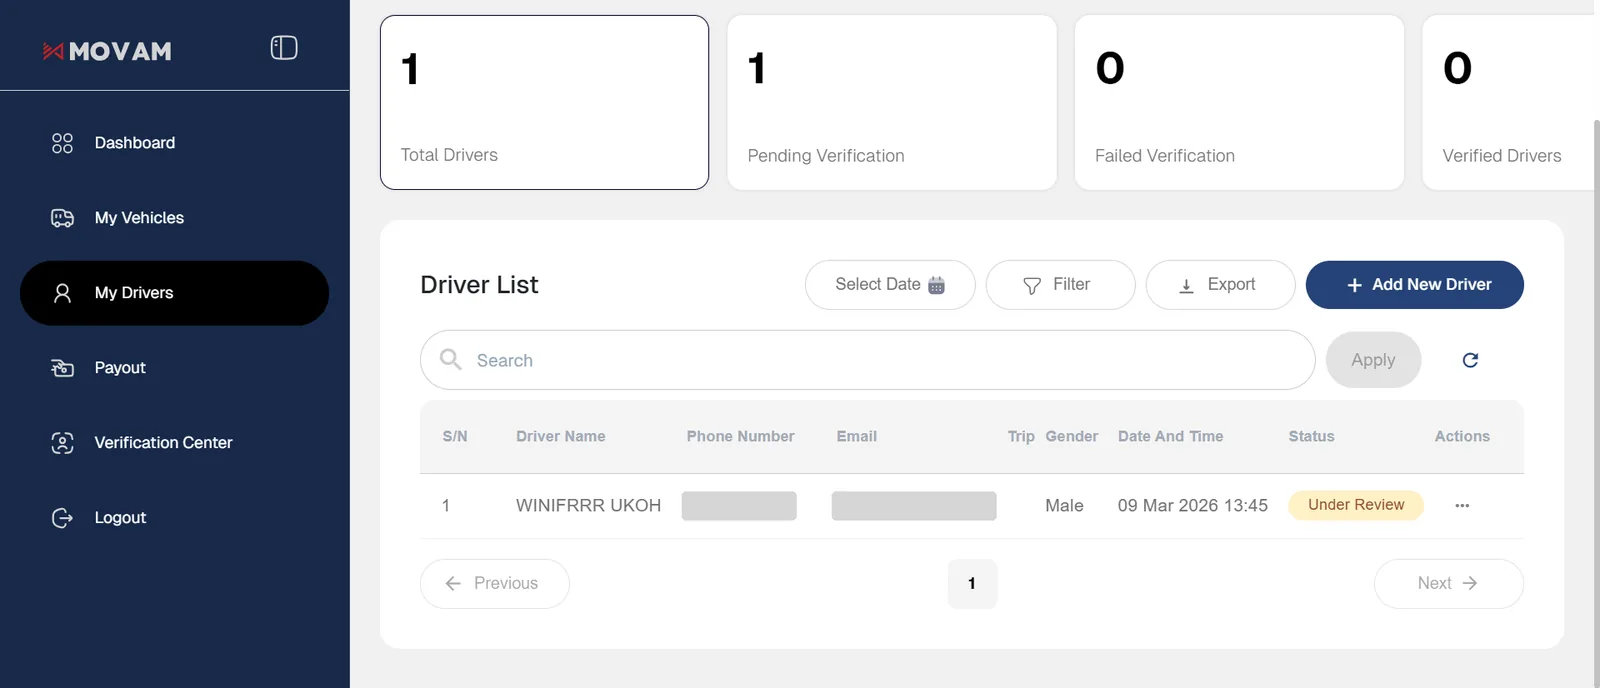 MOVAM
Dashboard
My Vehicles
My Drivers
Payout
Verification Center
Logout
1
Total Drivers
1
Pending Verification
0
Failed Verification
0
Verified Drivers
Driver List
Select Date
Filter
Export
+ Add New Driver
Search
Apply
S/N Driver Name Phone Number Email Trip Gender Date And Time Status Actions
1 WINIFRRR UKOH Male 09 Mar 2026 13:45 Under Review ...
Previous
1
Next